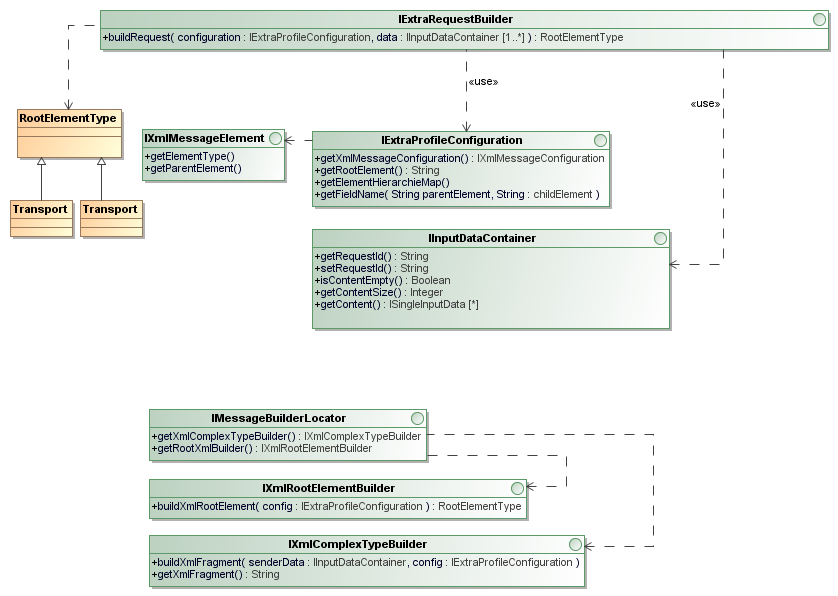 IExtraRequestBuilder
+buildRequest( configuration : IExtraProfileConfiguration, data : IInputDataContainer [1..*] ) : RootElementType
«use»
«use»
RootElementType
Transport
Transport
IXmlMessageElement
+getElementType()
+getParentElement()
IExtraProfileConfiguration
+getXmlMessageConfiguration() : IXmlMessageConfiguration
+getRootElement() : String
+getElementHierarchieMap()
+getFieldName( String parentElement, String : childElement )
IInputDataContainer
+getRequestId() : String
+setRequestId() : String
+isContentEmpty() : Boolean
+getContentSize() : Integer
+getContent() : ISingleInputData [*]
IMessageBuilderLocator
+getXmlComplexTypeBuilder() : IXmlComplexTypeBuilder
+getRootXmlBuilder() : IXmlRootElementBuilder
IXmlRootElementBuilder
+buildXmlRootElement( config : IExtraProfileConfiguration ) : RootElementType
IXmlComplexTypeBuilder
+buildXmlFragment( senderData : IInputDataContainer, config : IExtraProfileConfiguration )
+getXmlFragment() : String